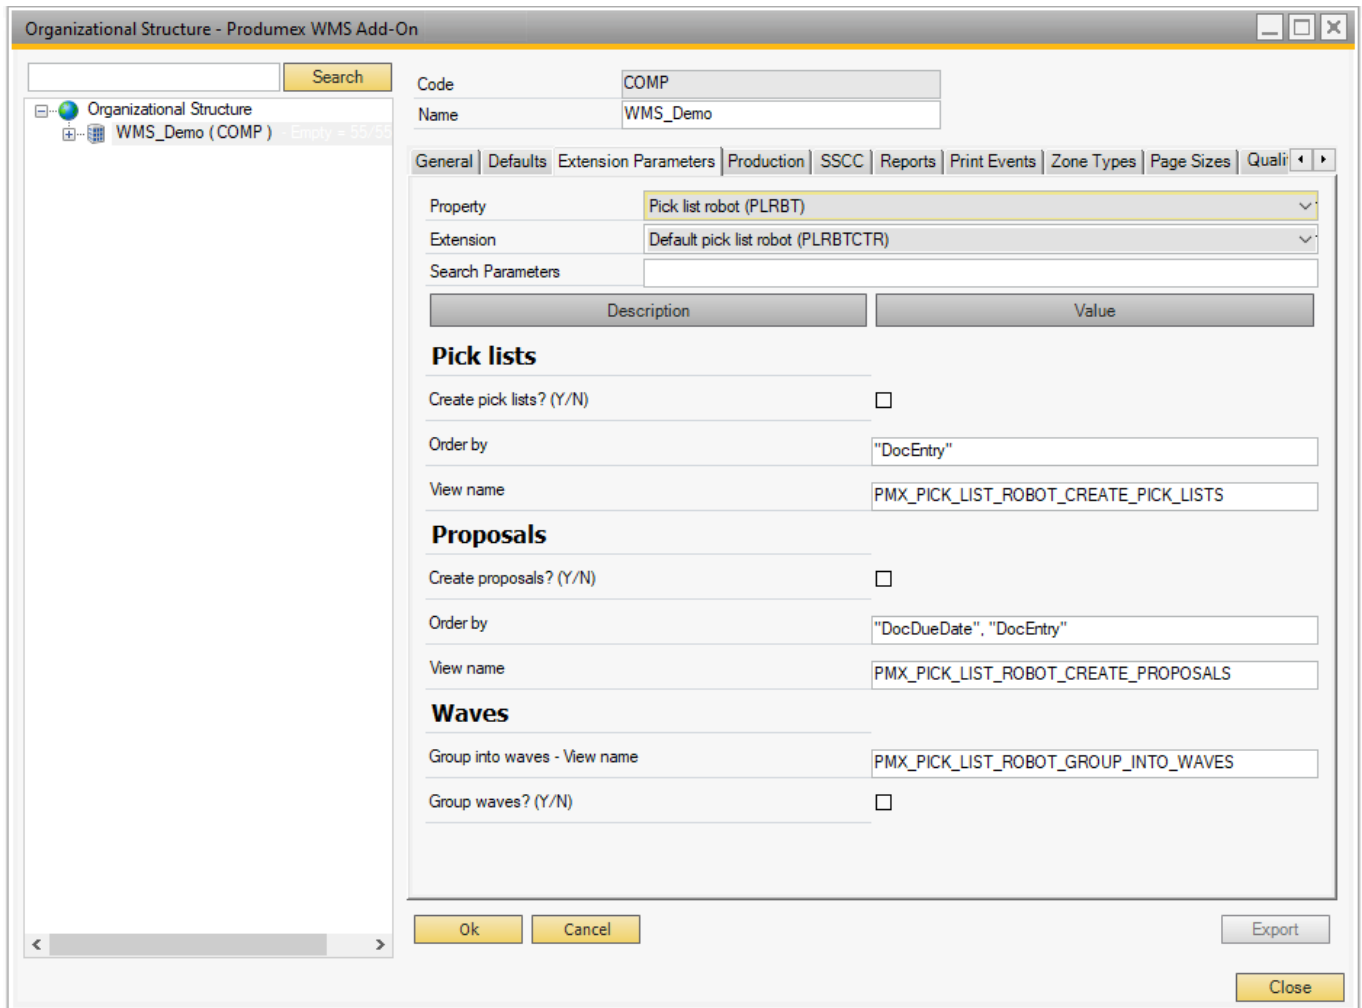 Organizational Structure - Produmex WMS Add-On
Search
Organizational Structure
WMS_Demo ( COMP ) - Empty = 55/55
Code COMP
Name WMS_Demo
General Defaults Extension Parameters Production SSCC Reports Print Events Zone Types Page Sizes Quali
Property Pick list robot (PLRBT)
Extension Default pick list robot (PLRBTCTR)
Search Parameters
Description Value
Pick lists
Create pick lists? (Y/N)
Order by "DocEntry"
View name PMX_PICK_LIST_ROBOT_CREATE_PICK_LISTS
Proposals
Create proposals? (Y/N)
Order by "DocDueDate", "DocEntry"
View name PMX_PICK_LIST_ROBOT_CREATE_PROPOSALS
Waves
Group into waves - View name PMX_PICK_LIST_ROBOT_GROUP_INTO_WAVES
Group waves? (Y/N)
Ok Cancel Export
Close